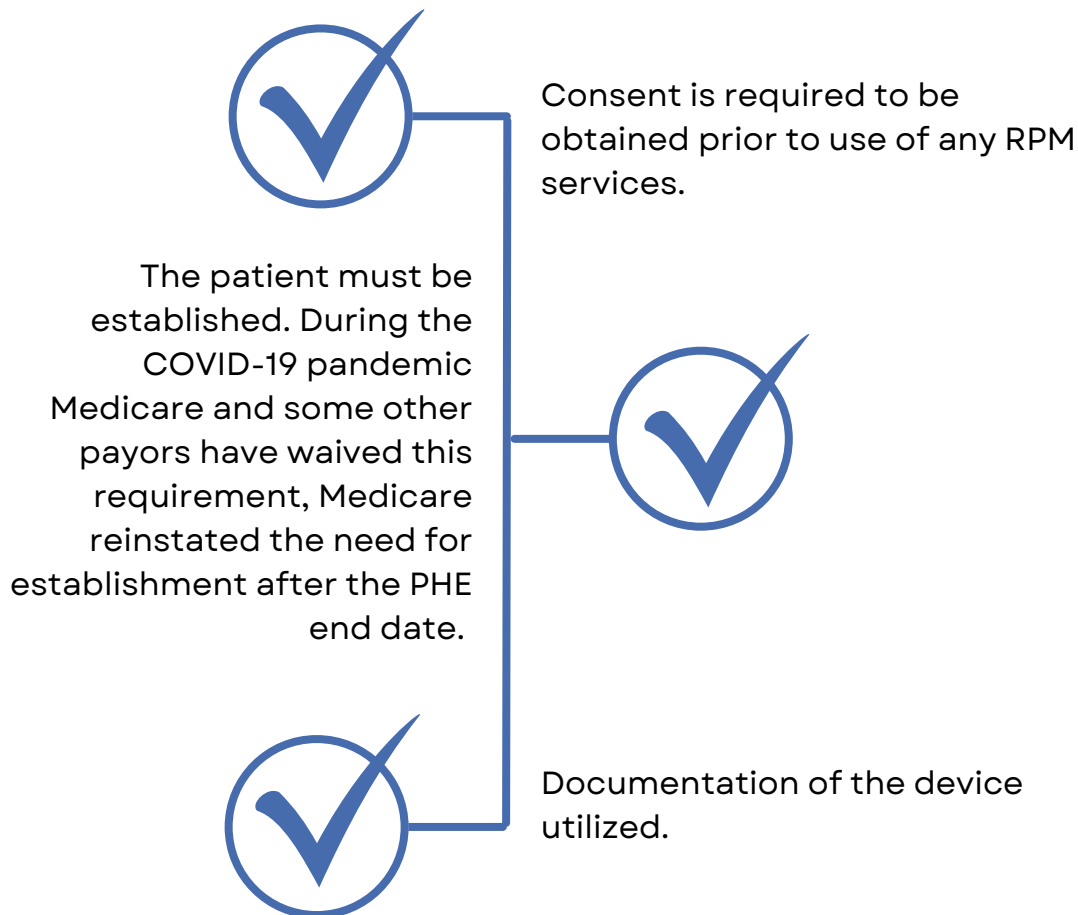 Consent is required to be
obtained prior to use of any RPM
services.
The patient must be
established. During the
COVID-19 pandemic
Medicare and some other
payors have waived this
requirement, Medicare
reinstated the need for
establishment after the PHE
end date.
Documentation of the device
utilized.